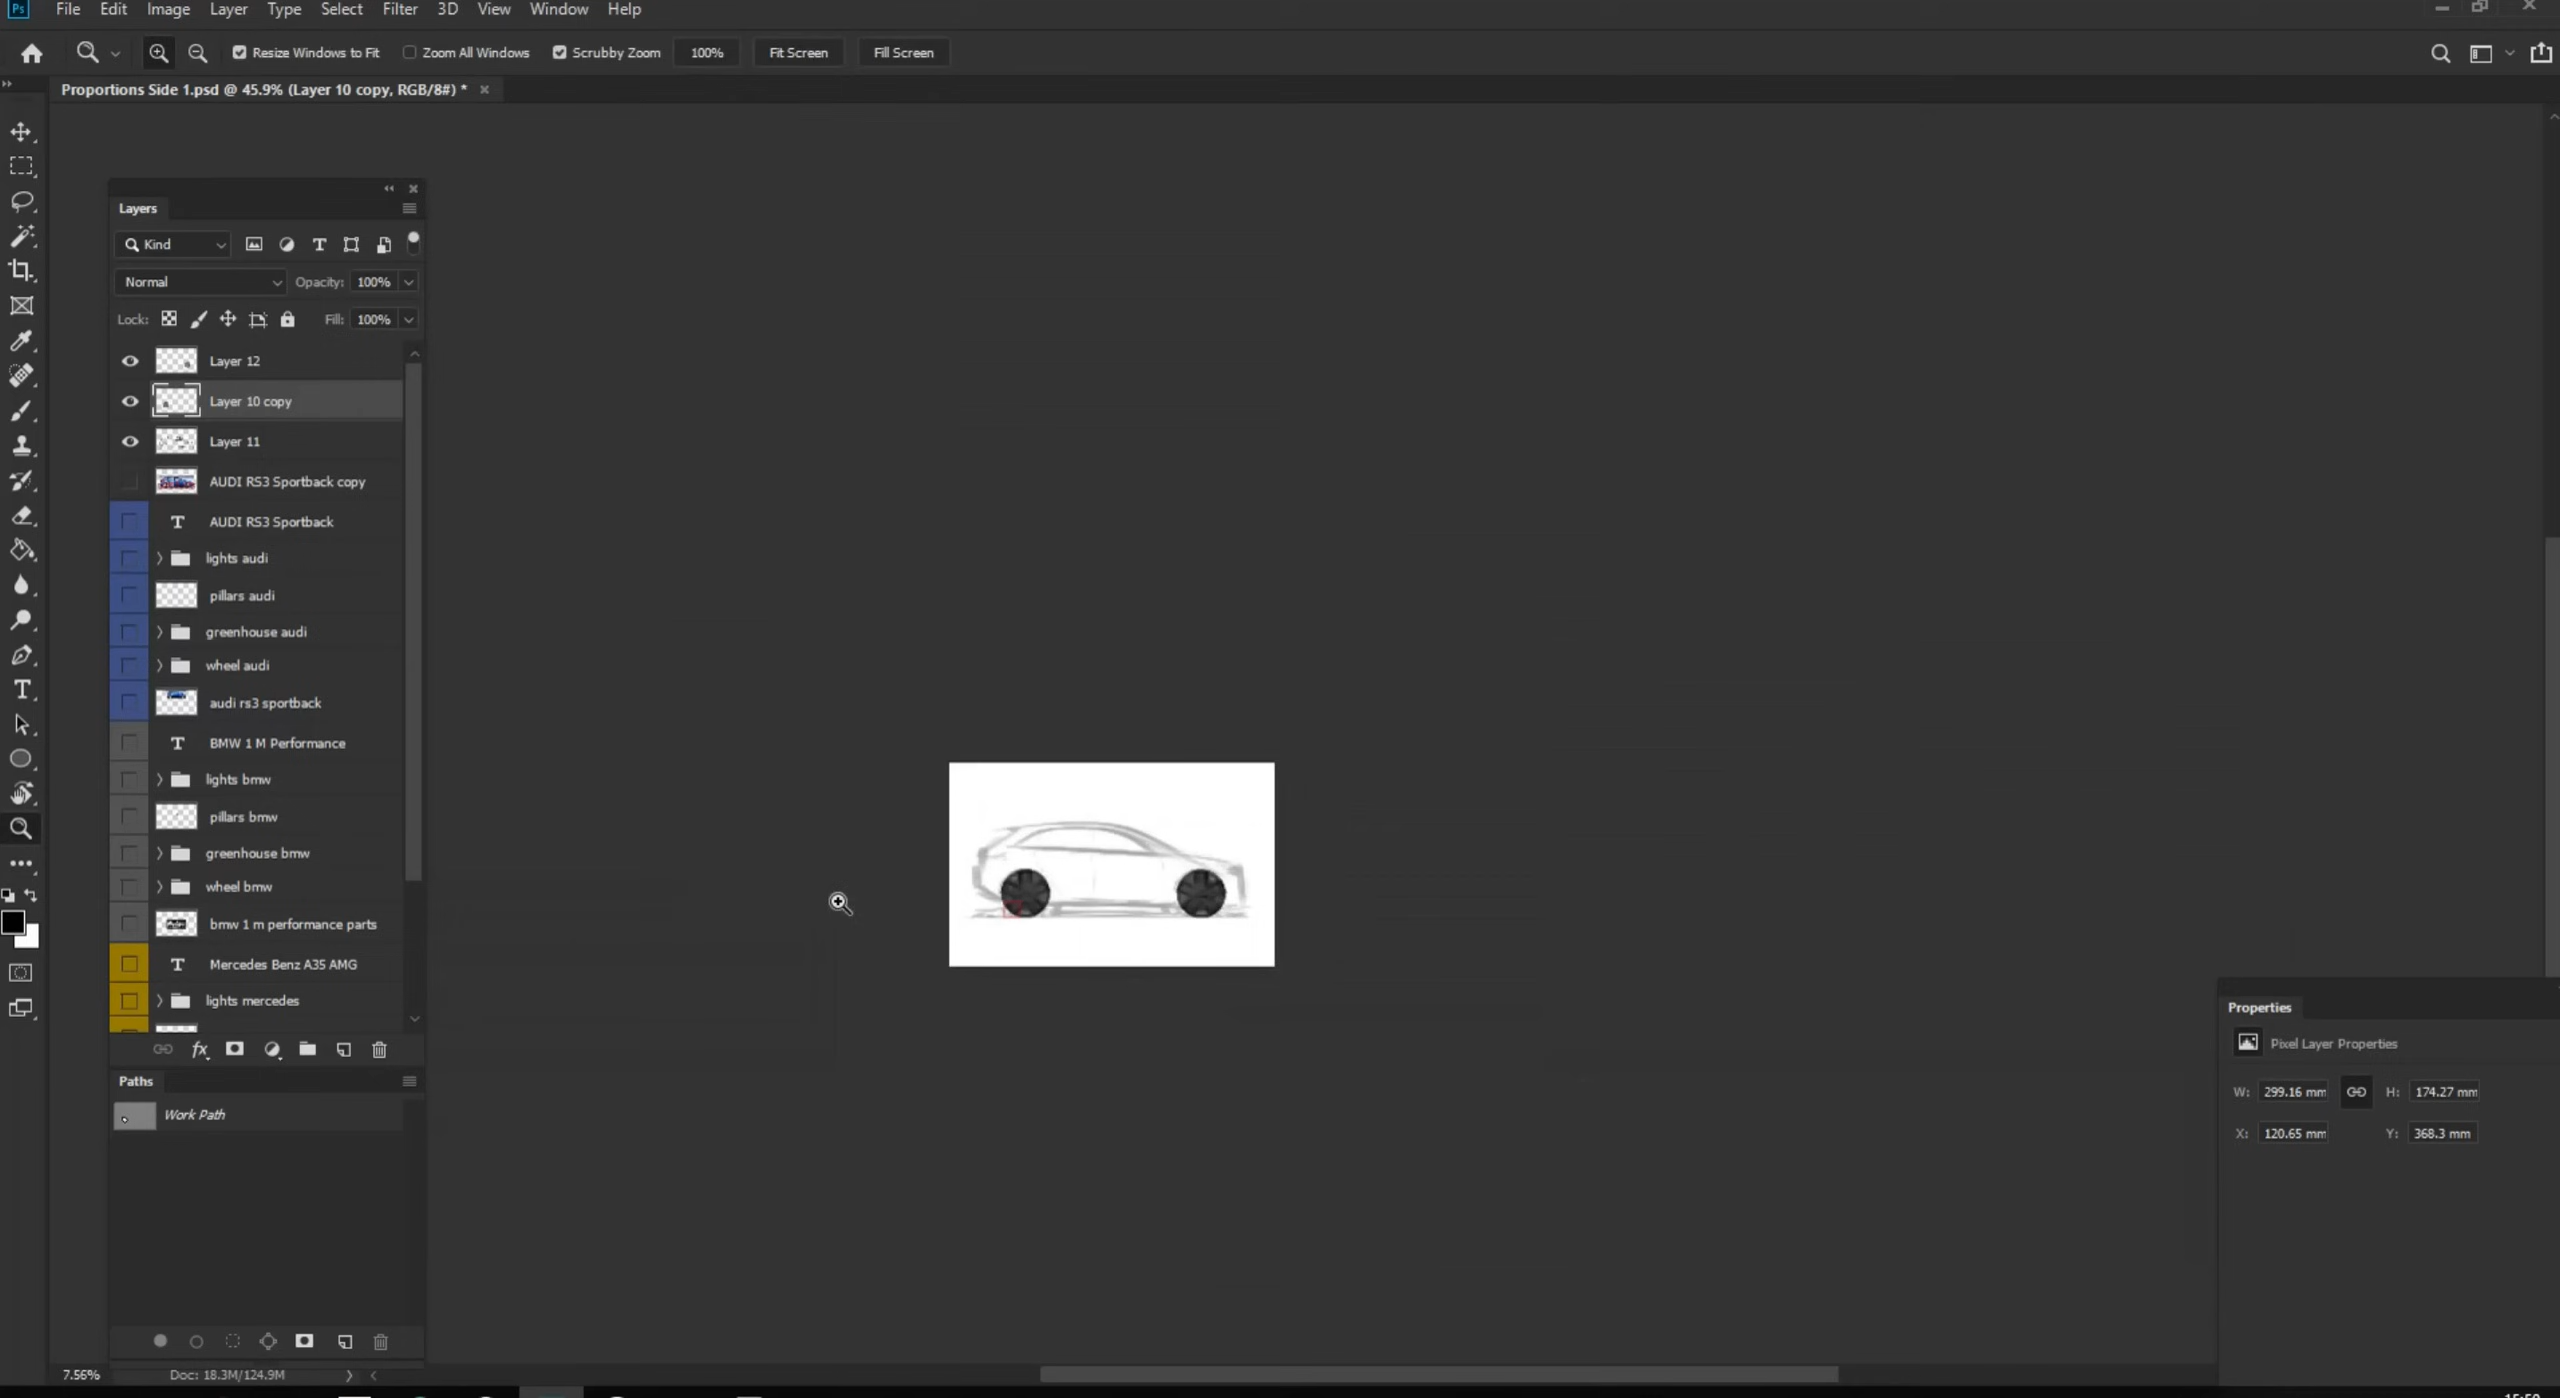 Ps File Edit Image Layer Type Select Filter 3D View Window Help
Resize Windows to Fit Zoom All Windows Scrubby Zoom 100% Fit Screen Fill Screen
Proportions Side 1.psd @ 45.9% (Layer 10 copy, RGB/8#) *
Layers
Kind
Normal Opacity: 100%
Lock: Fill: 100%
Layer 12
Layer 10 copy
Layer 11
AUDI RS3 Sportback copy
AUDI RS3 Sportback
lights audi
pillars audi
greenhouse audi
wheel audi
audi rs3 sportback
BMW 1 M Performance
lights bmw
pillars bmw
greenhouse bmw
wheel bmw
bmw 1 m performance parts
Mercedes Benz A35 AMG
lights mercedes
fx
Paths
Work Path
7.56% Doc: 18.3M/124.9M
Properties
Pixel Layer Properties
W: 299.16 mm H: 174.27 mm
X: 120.65 mm Y: 368.3 mm